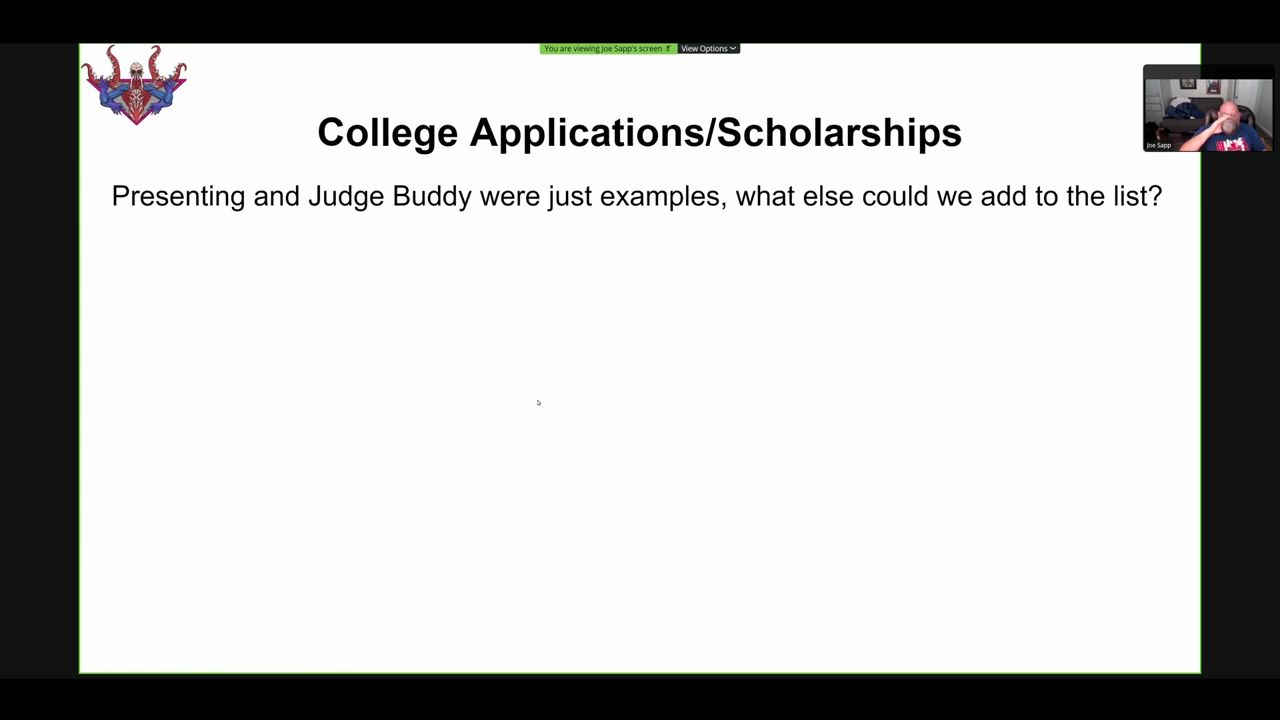 You are viewing Joe Sapp's screen
View Options
College Applications/Scholarships
Presenting and Judge Buddy were just examples, what else could we add to the list?
Joe Sapp